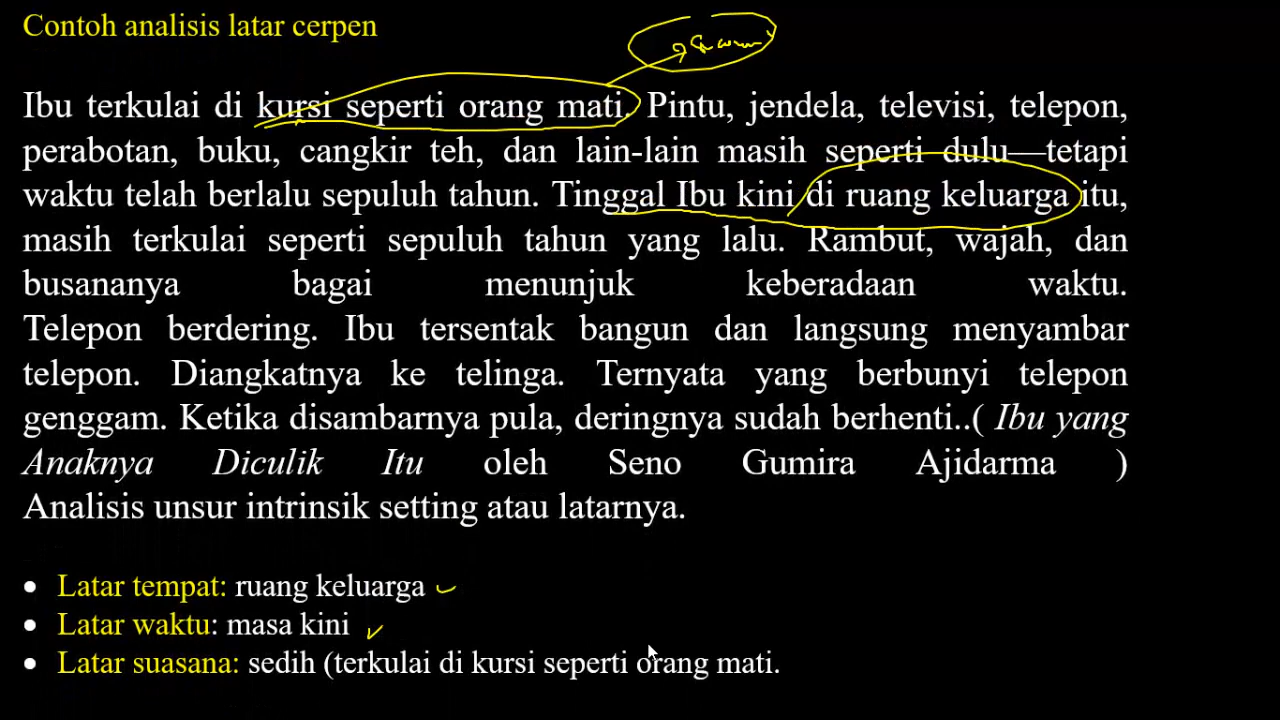 Contoh analisis latar cerpen
Ibu terkulai di kursi seperti orang mati. Pintu, jendela, televisi, telepon,
perabotan, buku, cangkir teh, dan lain-lain masih seperti dulu—tetapi
waktu telah berlalu sepuluh tahun. Tinggal Ibu kini di ruang keluarga itu,
masih terkulai seperti sepuluh tahun yang lalu. Rambut, wajah, dan
busananya bagai menunjuk keberadaan waktu.
Telepon berdering. Ibu tersentak bangun dan langsung menyambar
telepon. Diangkatnya ke telinga. Ternyata yang berbunyi telepon
genggam. Ketika disambarnya pula, deringnya sudah berhenti..( Ibu yang
Anaknya Diculik Itu oleh Seno Gumira Ajidarma )
Analisis unsur intrinsik setting atau latarnya.
• Latar tempat: ruang keluarga
• Latar waktu: masa kini
• Latar suasana: sedih (terkulai di kursi seperti orang mati.